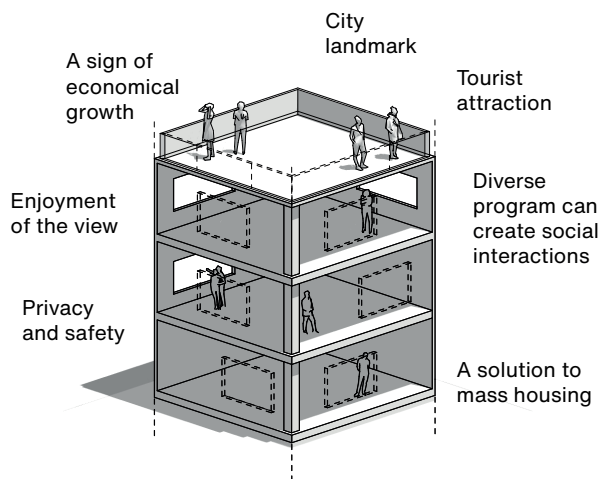 City
landmark
A sign of
economical
growth
Tourist
attraction
Enjoyment
of the view
Diverse
program can
create social
interactions
Privacy
and safety
A solution to
mass housing